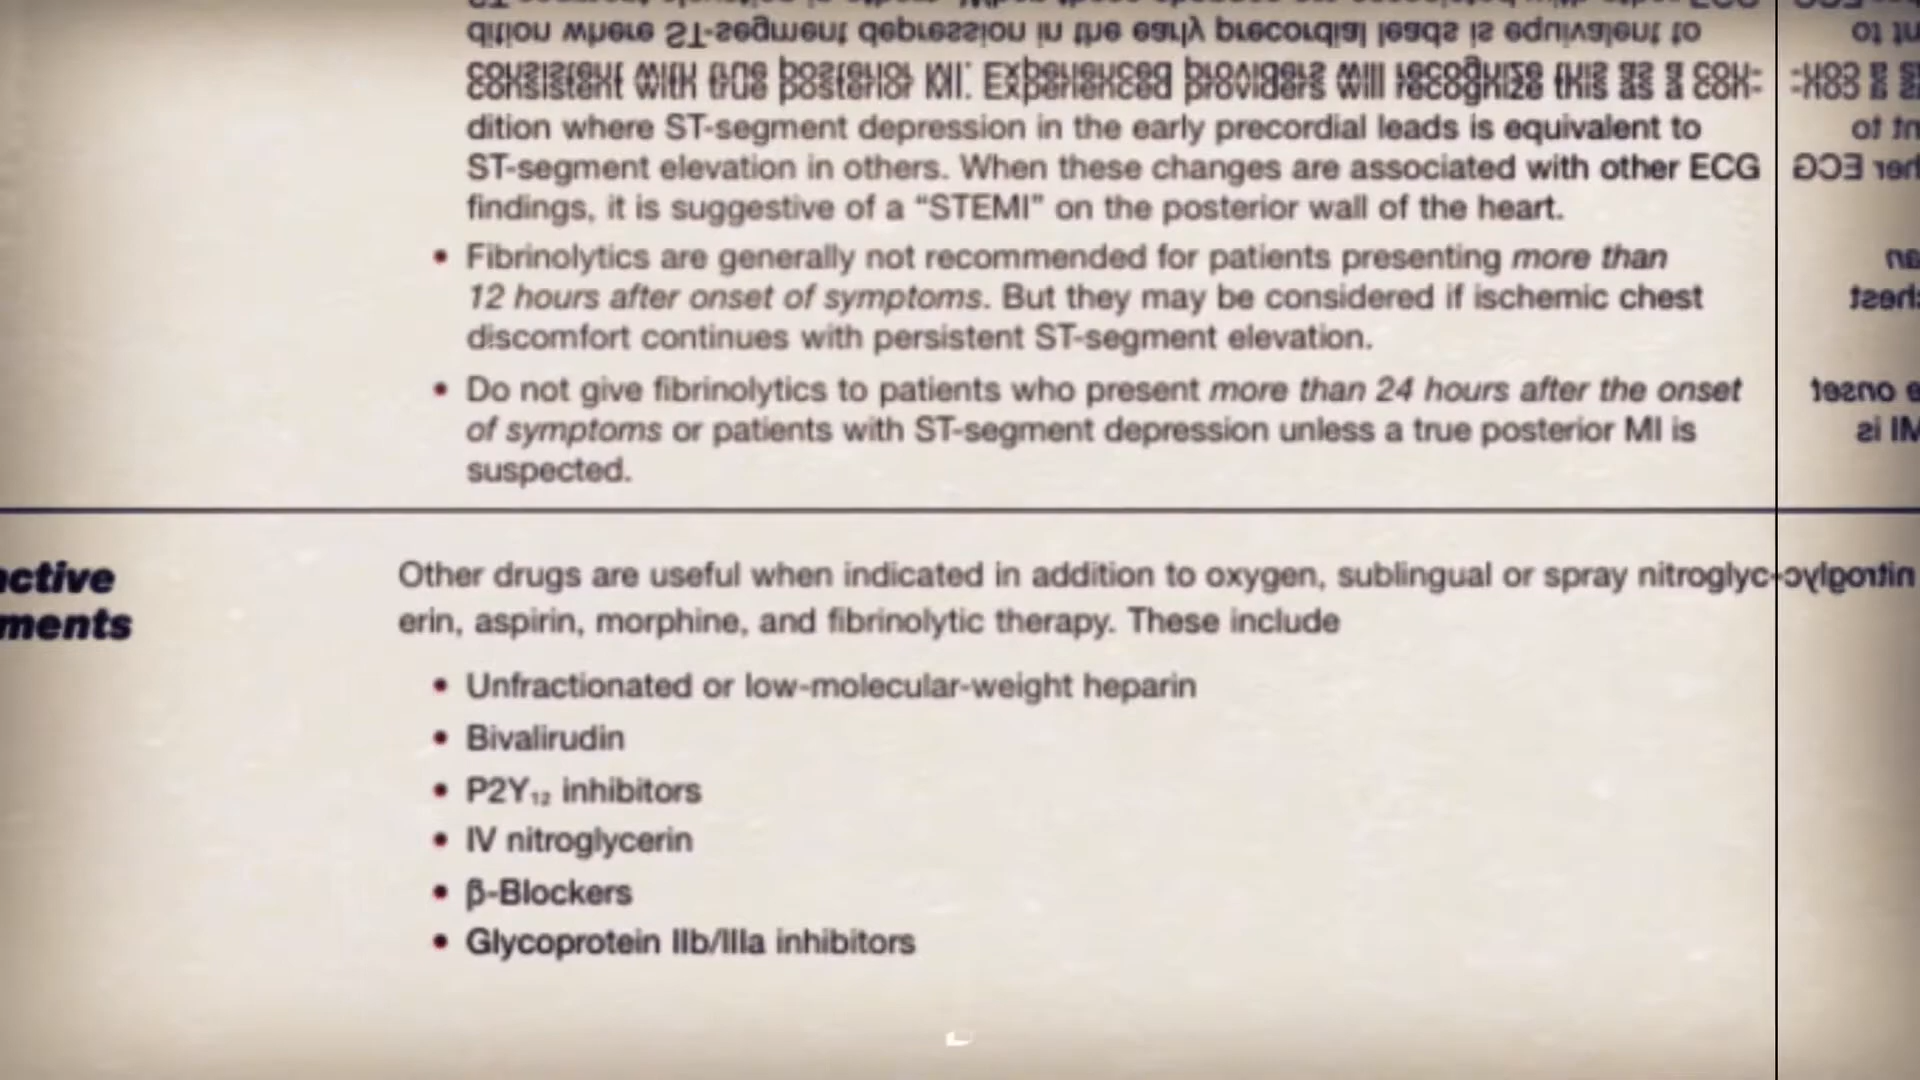 consistent with true posterior MI. Experienced providers will recognize this as a con-
dition where ST-segment depression in the early precordial leads is equivalent to
ST-segment elevation in others. When these changes are associated with other ECG
findings, it is suggestive of a “STEMI” on the posterior wall of the heart.
• Fibrinolytics are generally not recommended for patients presenting more than
12 hours after onset of symptoms. But they may be considered if ischemic chest
discomfort continues with persistent ST-segment elevation.
• Do not give fibrinolytics to patients who present more than 24 hours after the onset
of symptoms or patients with ST-segment depression unless a true posterior MI is
suspected.
ctive
ments
Other drugs are useful when indicated in addition to oxygen, sublingual or spray nitroglyc-
erin, aspirin, morphine, and fibrinolytic therapy. These include
• Unfractionated or low-molecular-weight heparin
• Bivalirudin
• P2Y₁₂ inhibitors
• IV nitroglycerin
• β-Blockers
• Glycoprotein IIb/IIIa inhibitors